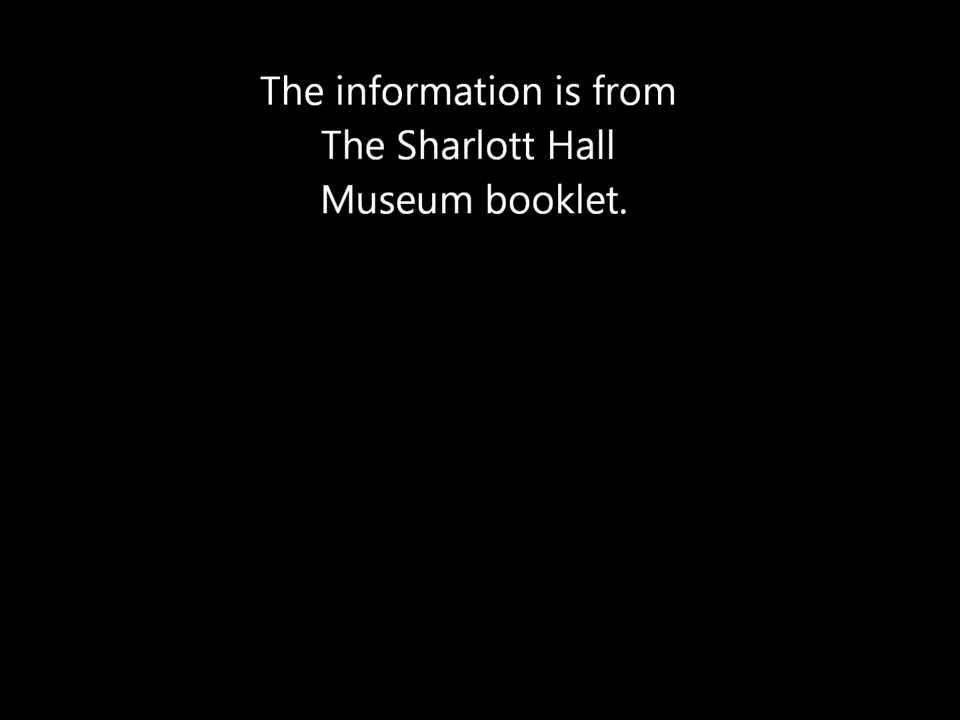 The information is from
The Sharlott Hall
Museum booklet.